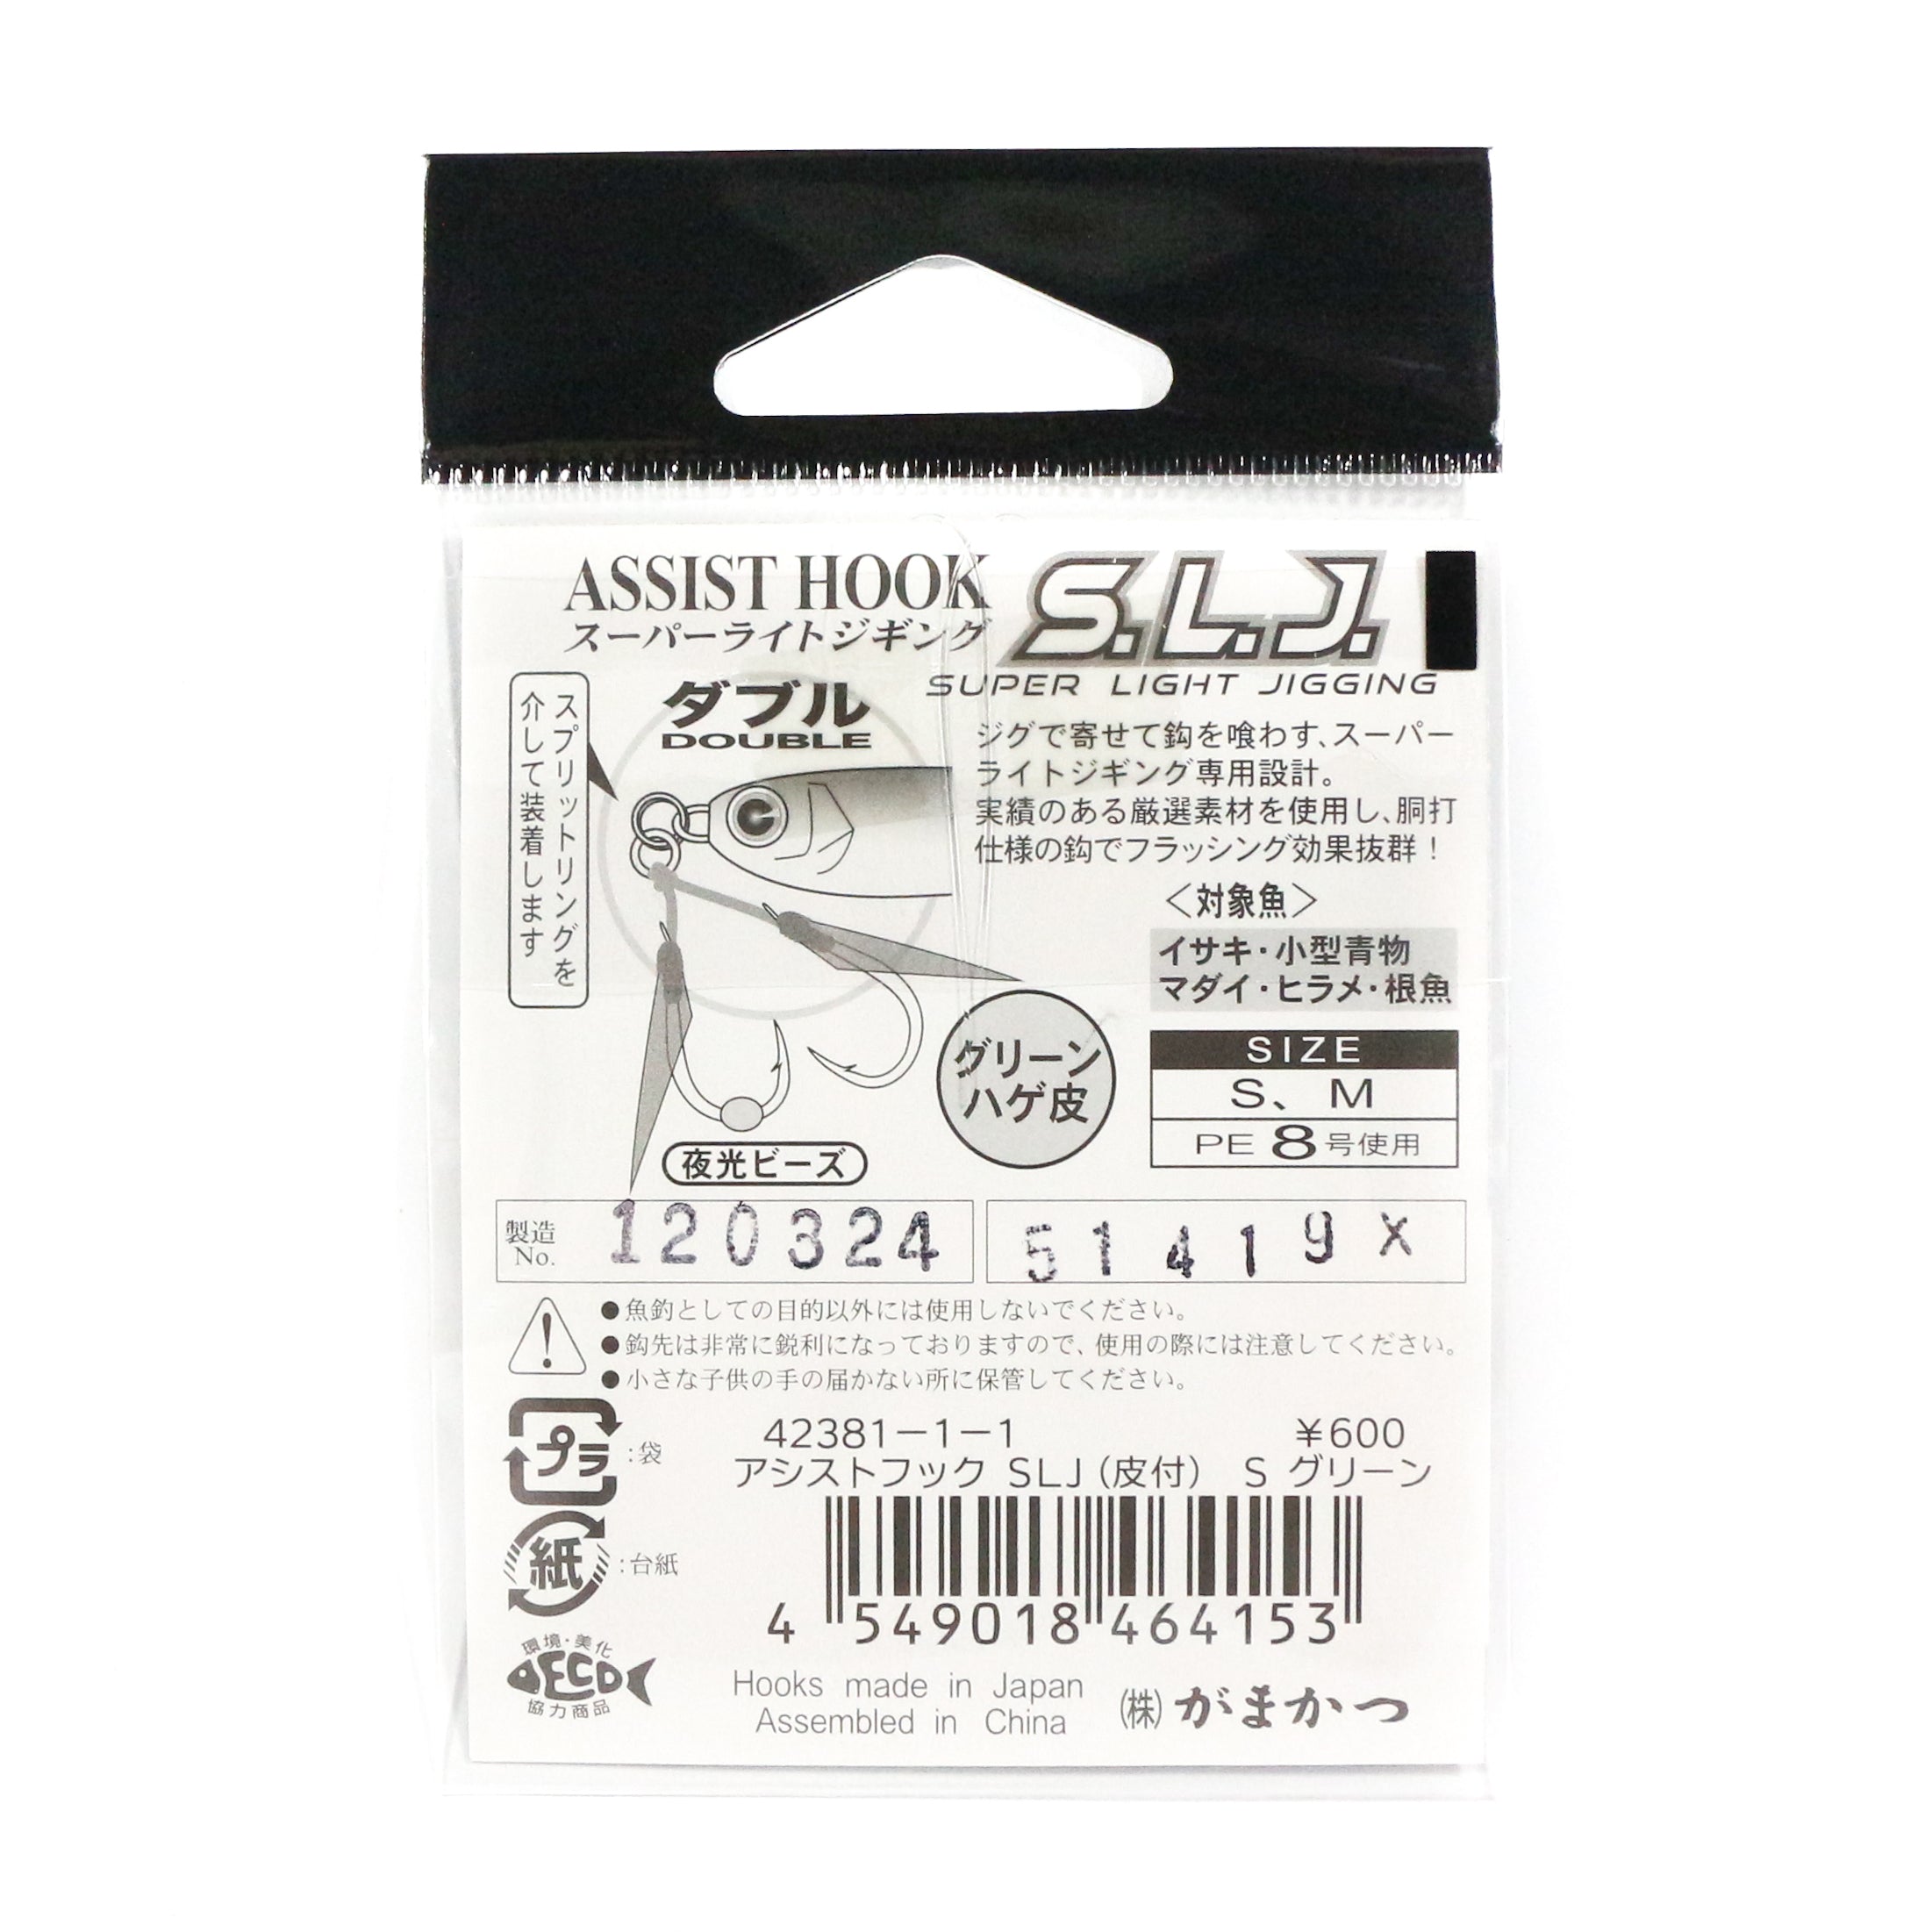 ASSIST HOOK
スーパーライトジギング
S.L.J.
SUPER LIGHT JIGGING
スプリットリングを
介して装着します
ダブル
DOUBLE
ジグで寄せて鈎を喰わす、スーパー
ライトジギング専用設計。
実績のある厳選素材を使用し、胴打
仕様の鈎でフラッシング効果抜群！
＜対象魚＞
イサキ・小型青物
マダイ・ヒラメ・根魚
グリーン
ハゲ皮
夜光ビーズ
SIZE
S、M
PE 8号使用
製造
No.
120324
51419X
●魚釣としての目的以外には使用しないでください。
●鈎先は非常に鋭利になっておりますので、使用の際には注意してください。
●小さな子供の手の届かない所に保管してください。
プラ
:袋
紙
:台紙
環境・美化
ECO
協力商品
42381-1-1 ¥600
アシストフック SLJ（皮付） S グリーン
4 549018 464153
Hooks made in Japan
Assembled in China
㈱がまかつ